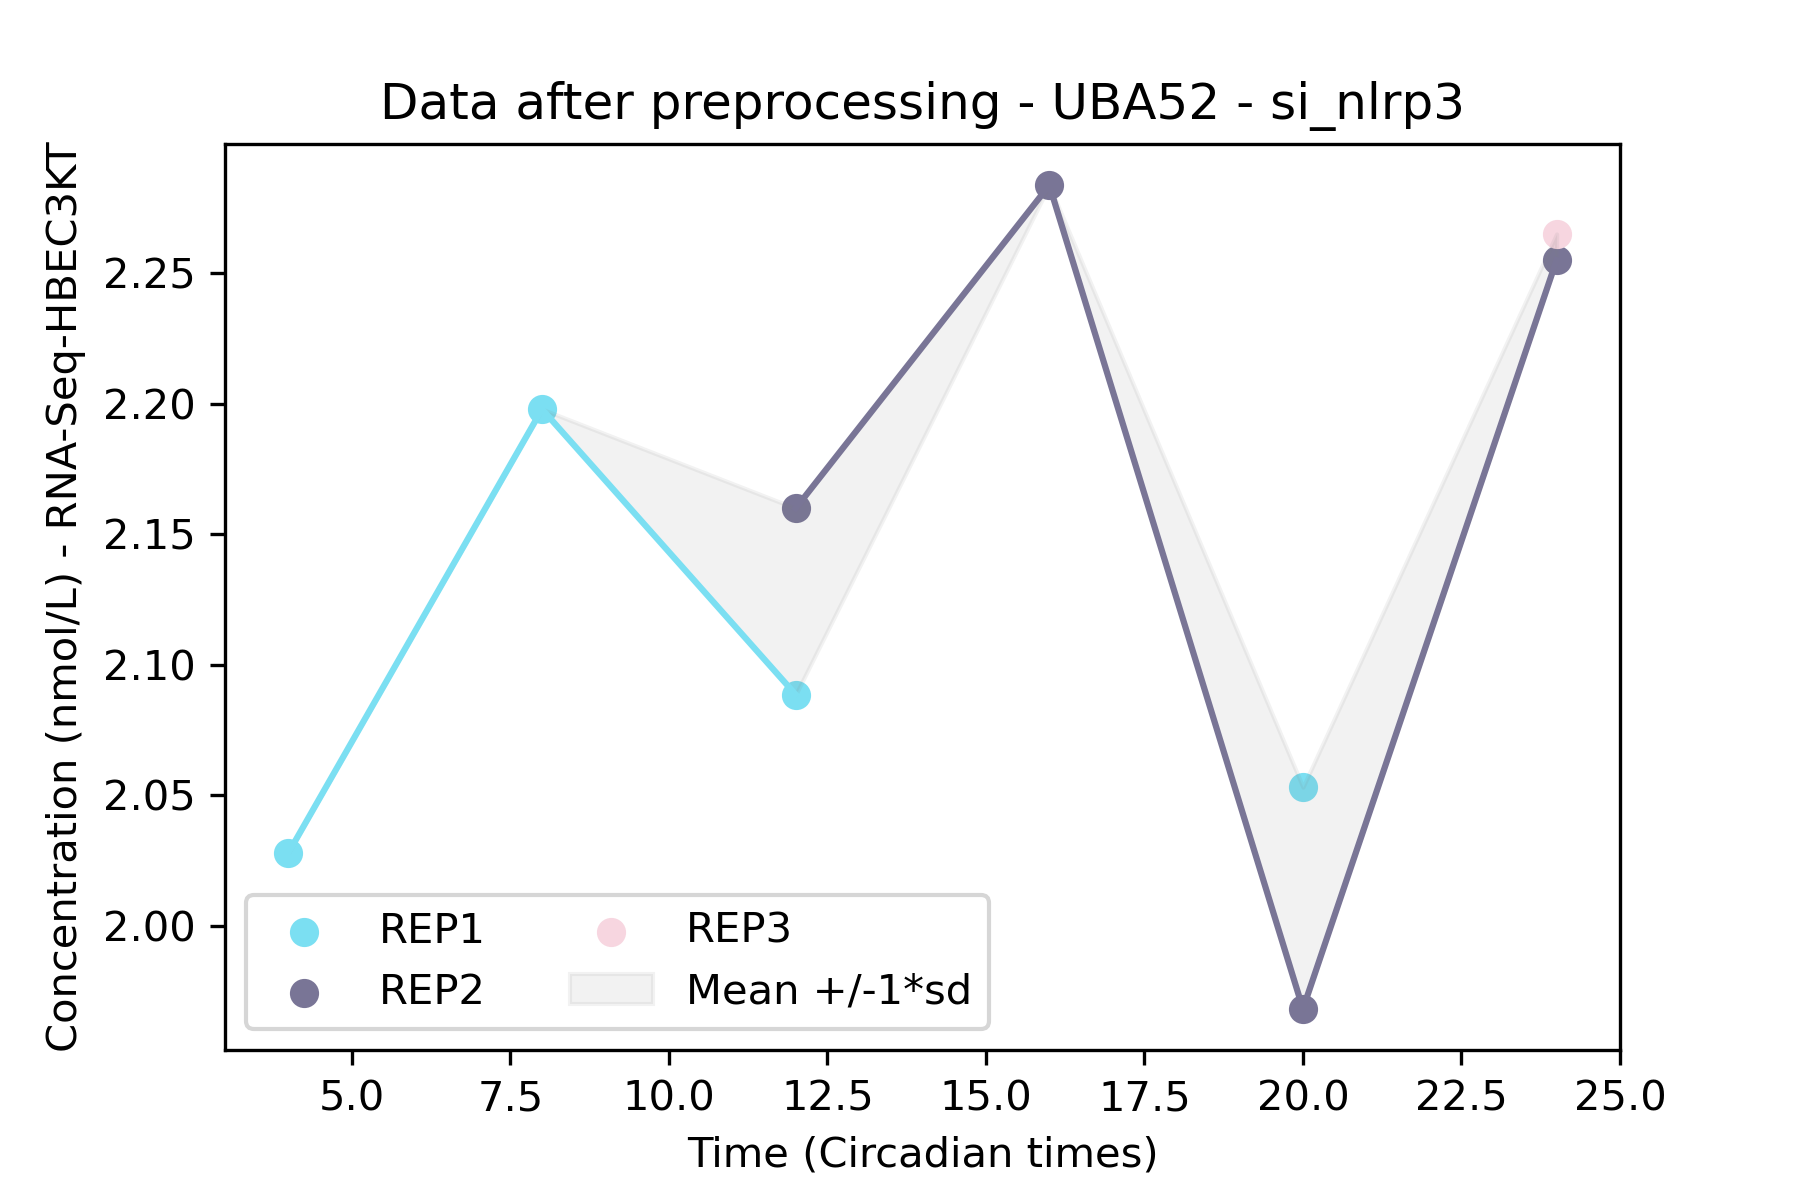 Data after preprocessing - UBA52 - si_nlrp3
Concentration (nmol/L) - RNA-Seq-HBEC3KT
2.25
2.20
2.15
2.10
2.05
2.00
REP1
REP2
REP3
Mean +/-1*sd
5.0 7.5 10.0 12.5 15.0 17.5 20.0 22.5 25.0
Time (Circadian times)